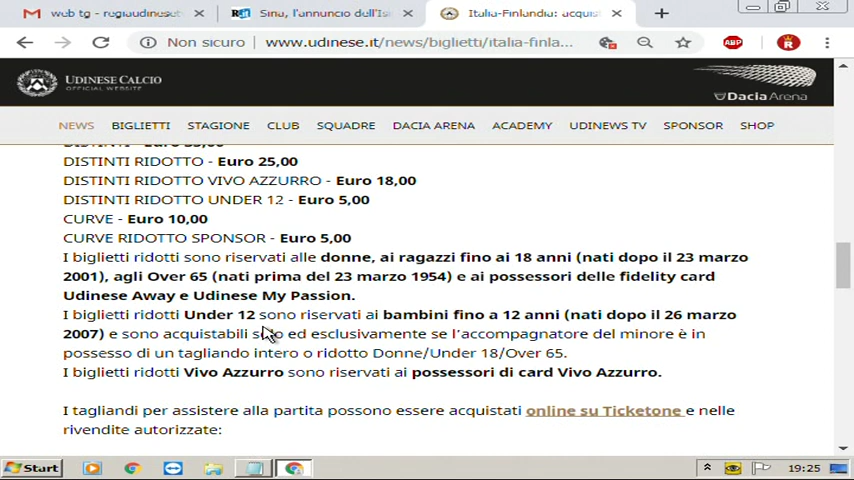 web tg - regiaudineset
Sina, l'annuncio dell'Is
Italia-Finlandia: acquis
Non sicuro
www.udinese.it/news/biglietti/italia-finla...
ABP
R
UDINESE CALCIO
OFFICIAL WEBSITE
Dacia Arena
NEWS BIGLIETTI STAGIONE CLUB SQUADRE DACIA ARENA ACADEMY UDINEWS TV SPONSOR SHOP
DISTINTI RIDOTTO - Euro 25,00
DISTINTI RIDOTTO VIVO AZZURRO - Euro 18,00
DISTINTI RIDOTTO UNDER 12 - Euro 5,00
CURVE - Euro 10,00
CURVE RIDOTTO SPONSOR - Euro 5,00
I biglietti ridotti sono riservati alle donne, ai ragazzi fino ai 18 anni (nati dopo il 23 marzo
2001), agli Over 65 (nati prima del 23 marzo 1954) e ai possessori delle fidelity card
Udinese Away e Udinese My Passion.
I biglietti ridotti Under 12 sono riservati ai bambini fino a 12 anni (nati dopo il 26 marzo
2007) e sono acquistabili solo ed esclusivamente se l'accompagnatore del minore è in
possesso di un tagliando intero o ridotto Donne/Under 18/Over 65.
I biglietti ridotti Vivo Azzurro sono riservati ai possessori di card Vivo Azzurro.
I tagliandi per assistere alla partita possono essere acquistati online su Ticketone e nelle
rivendite autorizzate:
Start
19:25